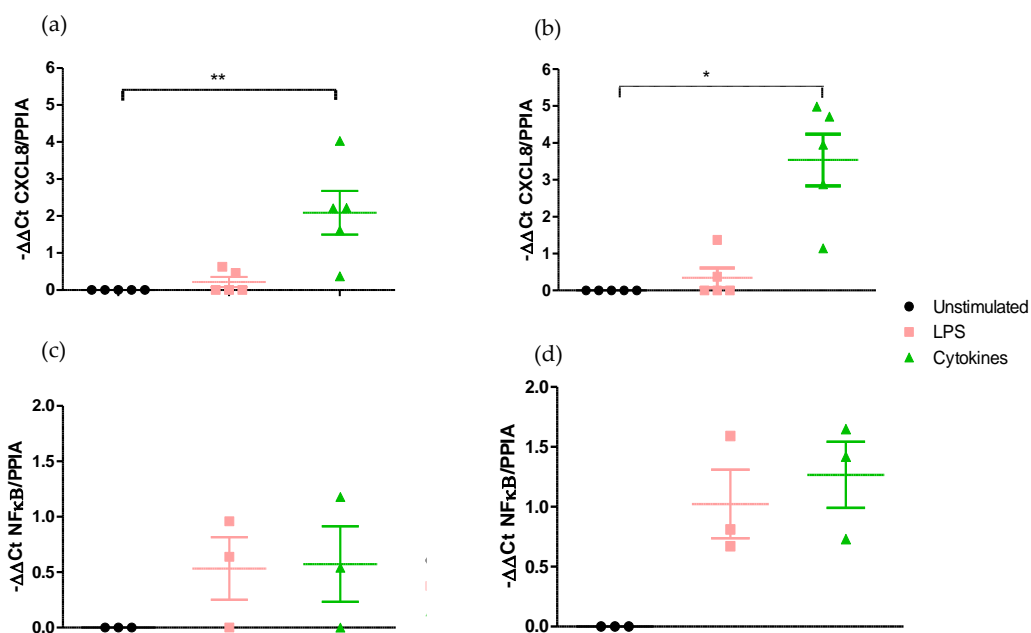 (a)
-ΔΔCt CXCL8/PPIA
6
5
4
3
2
1
0
**
(b)
-ΔΔCt CXCL8/PPIA
6
5
4
3
2
1
0
*
Unstimulated
LPS
Cytokines
(c)
-ΔΔCt NFκB/PPIA
2.0
1.5
1.0
0.5
0.0
(d)
-ΔΔCt NFκB/PPIA
2.0
1.5
1.0
0.5
0.0